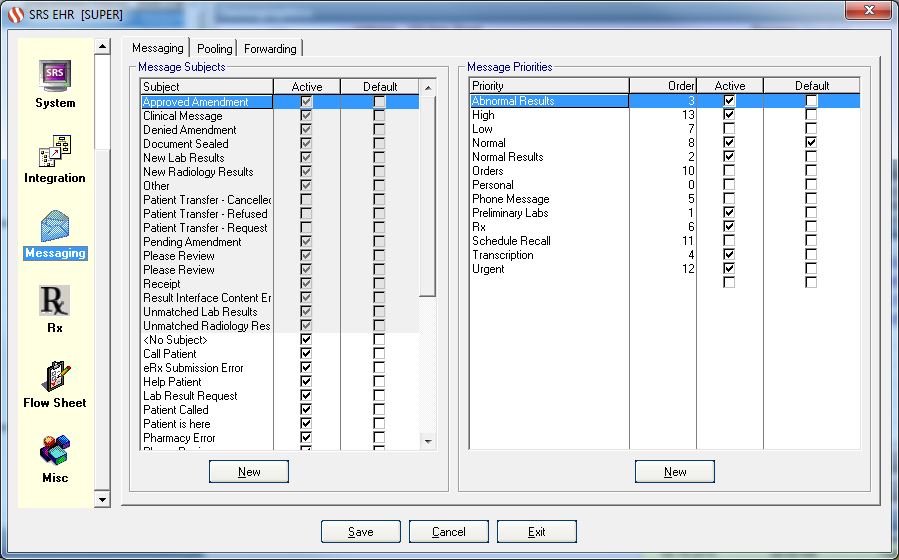 SRS EHR [SUPER]
SRS
System
Integration
Messaging
Rx
Rx
Flow Sheet
Misc
Messaging Pooling Forwarding
Message Subjects
Subject Active Default
Approved Amendment
Clinical Message
Denied Amendment
Document Sealed
New Lab Results
New Radiology Results
Other
Patient Transfer - Cancelled
Patient Transfer - Refused
Patient Transfer - Request
Pending Amendment
Please Review
Please Review
Receipt
Result Interface Content Er
Unmatched Lab Results
Unmatched Radiology Res
<No Subject>
Call Patient
eRx Submission Error
Help Patient
Lab Result Request
Patient Called
Patient is here
Pharmacy Error
New
Message Priorities
Priority Order Active Default
Abnormal Results 3
High 13
Low 7
Normal 8
Normal Results 2
Orders 10
Personal 0
Phone Message 5
Preliminary Labs 1
Rx 6
Schedule Recall 11
Transcription 4
Urgent 12
New
Save Cancel Exit